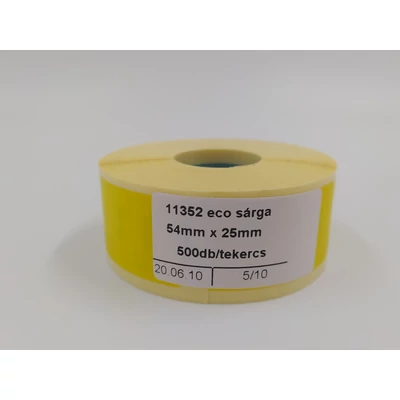 11352 eco sárga
54mm x 25mm
500db/tekercs
20.06.10 5/10